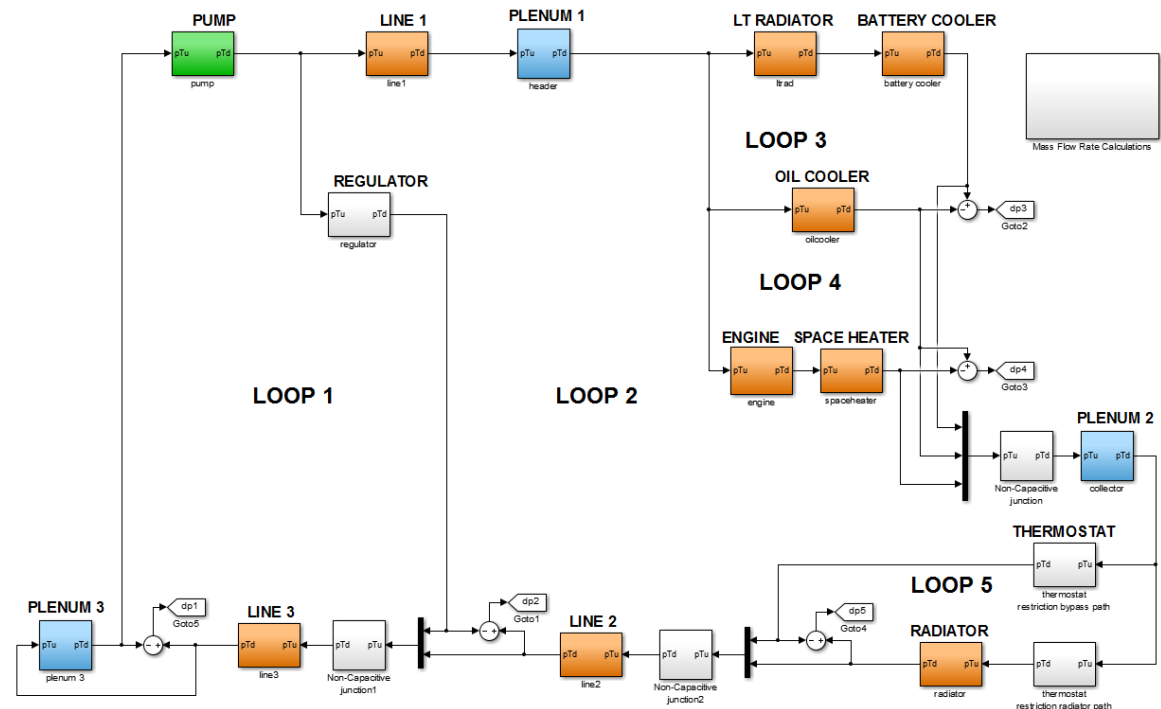 PUMP
pTu pTd
pump
LINE 1
pTu pTd
line1
PLENUM 1
pTu pTd
header
LT RADIATOR
pTu pTd
ltrad
BATTERY COOLER
pTu pTd
battery cooler
Mass Flow Rate Calculations
LOOP 3
REGULATOR
pTu pTd
regulator
OIL COOLER
pTu pTd
oilcooler
- +
dp3
Goto2
LOOP 4
ENGINE
pTu pTd
engine
SPACE HEATER
pTu pTd
spaceheater
- +
dp4
Goto3
LOOP 1
LOOP 2
pTu pTd
Non-Capacitive
junction
PLENUM 2
pTu pTd
collector
THERMOSTAT
pTd pTu
thermostat
restriction bypass path
LOOP 5
PLENUM 3
pTu pTd
plenum 3
dp1
Goto5
- +
LINE 3
pTd pTu
line3
pTd pTu
Non-Capacitive
junction1
dp2
Goto1
- +
LINE 2
pTd pTu
line2
pTd pTu
Non-Capacitive
junction2
dp5
Goto4
- +
RADIATOR
pTd pTu
radiator
pTd pTu
thermostat
restriction radiator path